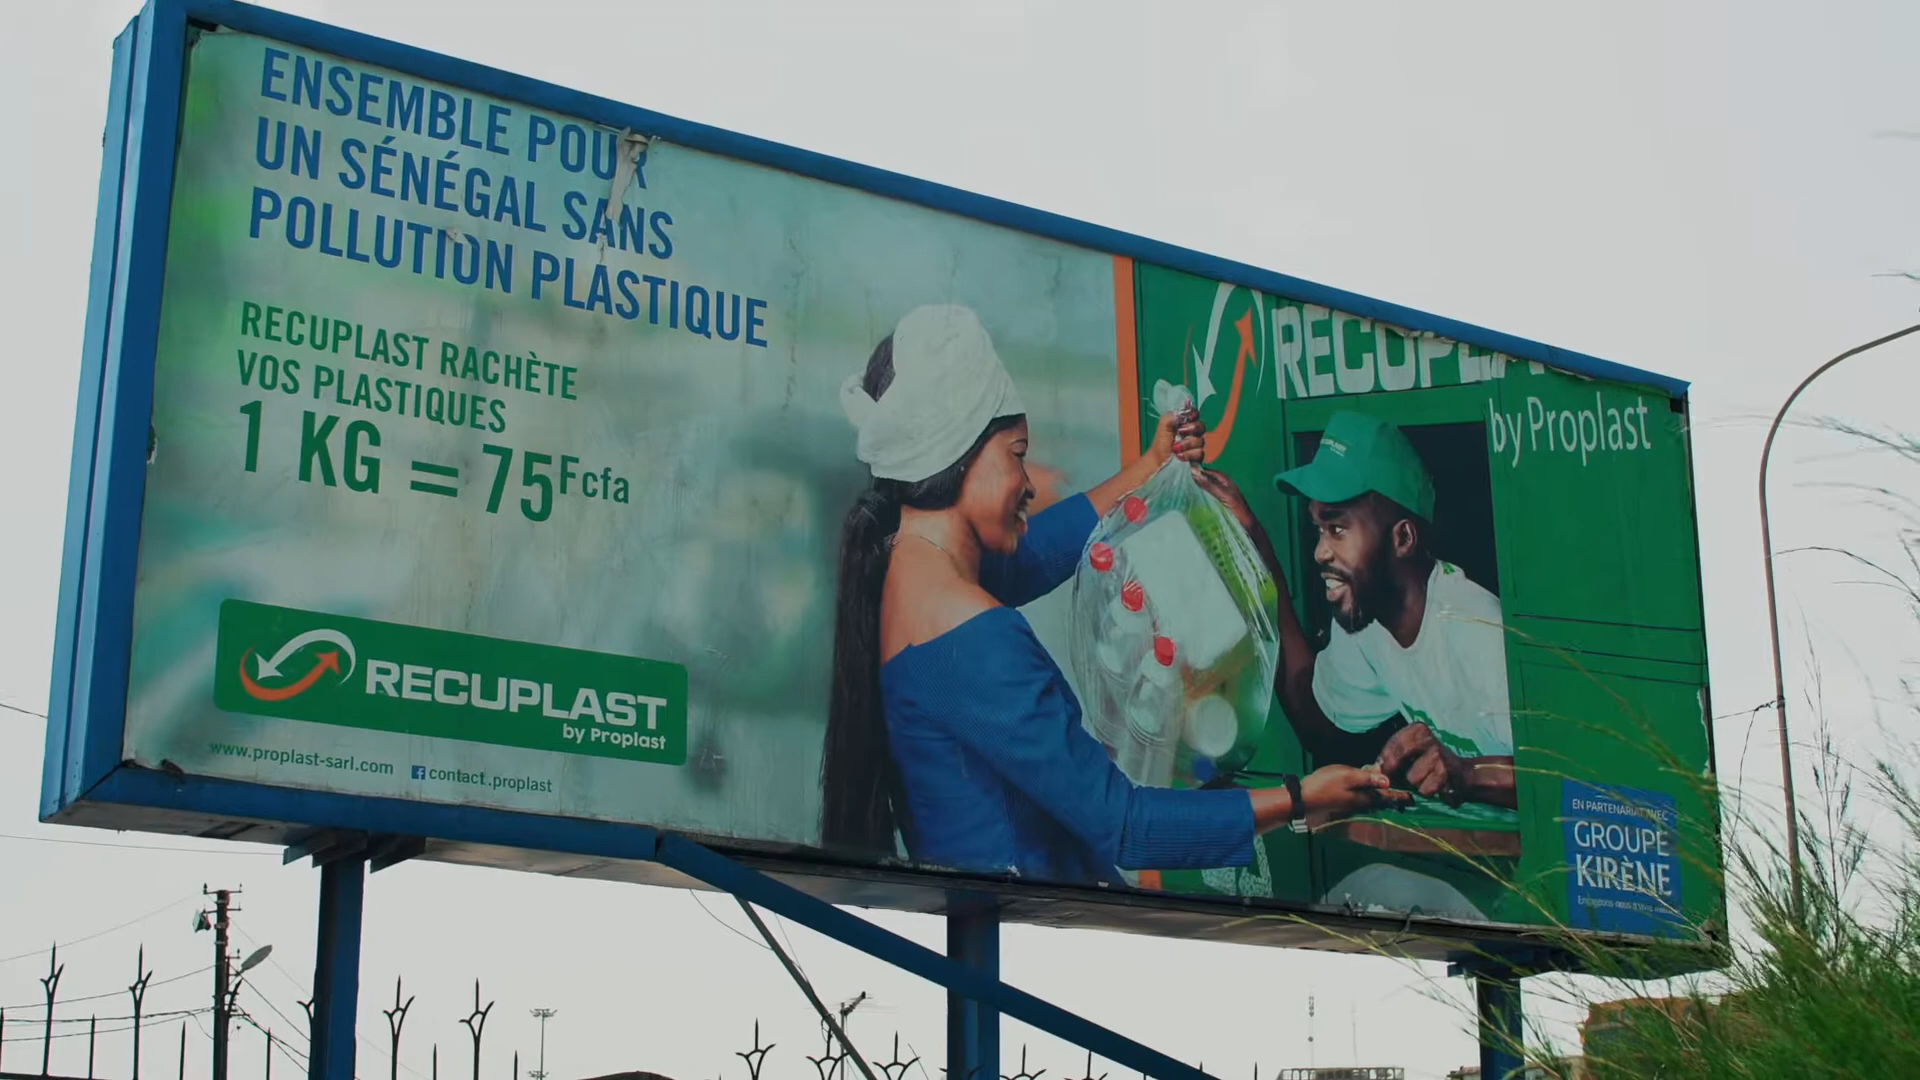 ENSEMBLE POUR
UN SÉNÉGAL SANS
POLLUTION PLASTIQUE
RECUPLAST RACHÈTE
VOS PLASTIQUES
1 KG = 75 Fcfa
RECUPLAST
by Proplast
www.proplast-sarl.com contact.proplast
by Proplast
RECUPLAST
EN PARTENARIAT AVEC
GROUPE
KIRÈNE